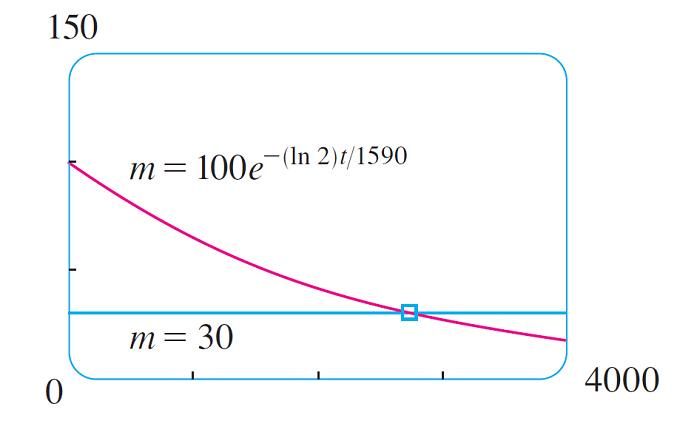 150
m = 100e^−(ln 2)t/1590
m = 30
0
4000